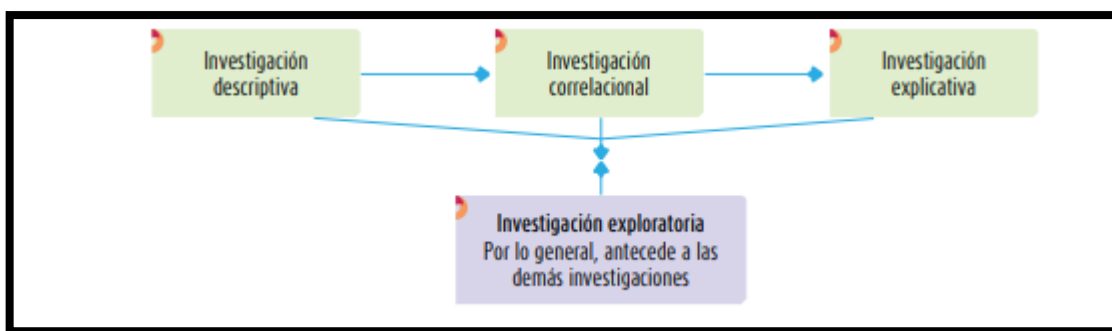 Investigación
descriptiva
Investigación
correlacional
Investigación
explicativa
Investigación exploratoria
Por lo general, antecede a las
demás investigaciones